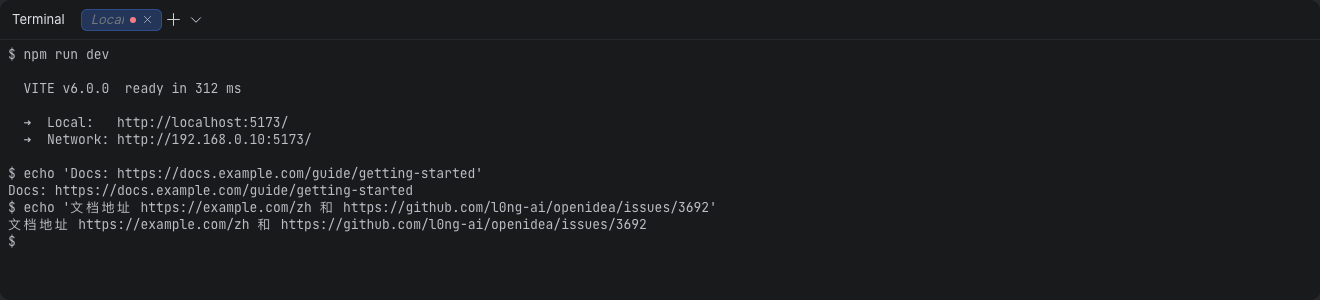 Terminal Local
$ npm run dev
VITE v6.0.0  ready in 312 ms
➜  Local:   http://localhost:5173/
➜  Network: http://192.168.0.10:5173/
$ echo 'Docs: https://docs.example.com/guide/getting-started'
Docs: https://docs.example.com/guide/getting-started
$ echo '文档地址 https://example.com/zh 和 https://github.com/l0ng-ai/openidea/issues/3692'
文档地址 https://example.com/zh 和 https://github.com/l0ng-ai/openidea/issues/3692
$